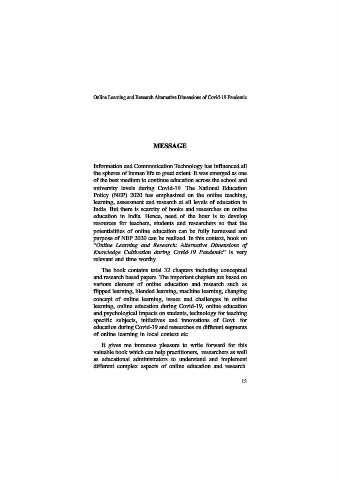 Online Learning and Research Alternative Dimensions of Covid-19 Pandemic
MESSAGE
Information and Communication Technology has influenced all
the spheres of human life to great extent. It was emerged as one
of the best medium to continue education across the school and
university levels during Covid-19. The National Education
Policy (NEP) 2020 has emphasized on the online teaching,
learning, assessment and research at all levels of education in
India. But there is scarcity of books and researches on online
education in India. Hence, need of the hour is to develop
resources for teachers, students and researchers so that the
potentialities of online education can be fully harnessed and
purpose of NEP 2020 can be realized. In this context, book on
"Online Learning and Research: Alternative Dimensions of
Knowledge Cultivation during Covid-19 Pandemic" is very
relevant and time worthy.
The book contains total 32 chapters including conceptual
and research based papers. The important chapters are based on
various element of online education and research such as
flipped learning, blended learning, machine learning, changing
concept of online learning, issues and challenges in online
learning, online education during Covid-19, online education
and psychological impacts on students, technology for teaching
specific subjects, initiatives and innovations of Govt. for
education during Covid-19 and researches on different segments
of online learning in local context etc.
It gives me immense pleasure to write forward for this
valuable book which can help practitioners, researchers as well
as educational administrators to understand and implement
different complex aspects of online education and research.
13